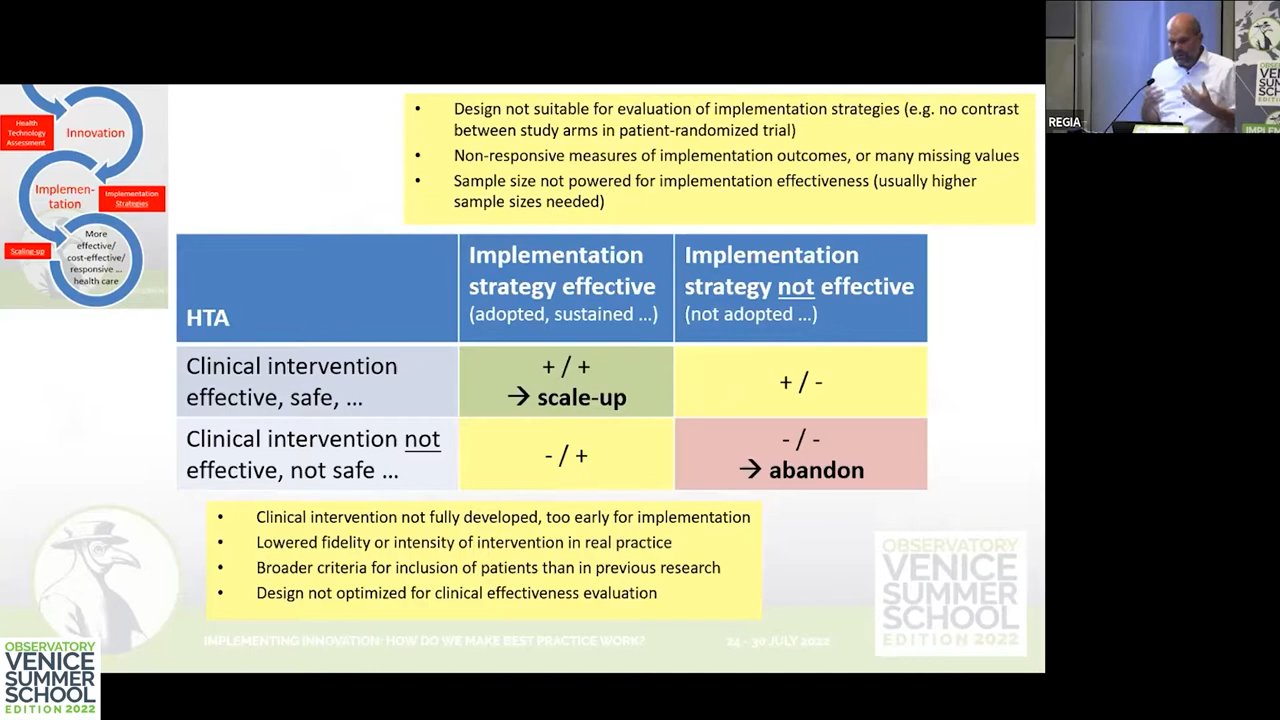 REGIA
Health
Technology
Assessment
Innovation
Implemen-
tation
Implementation
Strategies
Scaling-up
More
effective/
cost-effective/
responsive ...
health care
• Design not suitable for evaluation of implementation strategies (e.g. no contrast
between study arms in patient-randomized trial)
• Non-responsive measures of implementation outcomes, or many missing values
• Sample size not powered for implementation effectiveness (usually higher
sample sizes needed)
HTA
Implementation
strategy effective
(adopted, sustained ...)
Implementation
strategy not effective
(not adopted ...)
Clinical intervention
effective, safe, ...
+ / +
→ scale-up
+ / -
Clinical intervention not
effective, not safe ...
- / +
- / -
→ abandon
• Clinical intervention not fully developed, too early for implementation
• Lowered fidelity or intensity of intervention in real practice
• Broader criteria for inclusion of patients than in previous research
• Design not optimized for clinical effectiveness evaluation
OBSERVATORY
VENICE
SUMMER
SCHOOL
EDITION 2022
IMPLEMENTING INNOVATION: HOW DO WE MAKE BEST PRACTICE WORK?
24 - 30 JULY 2022
OBSERVATORY
VENICE
SUMMER
SCHOOL
EDITION 2022
VENICE